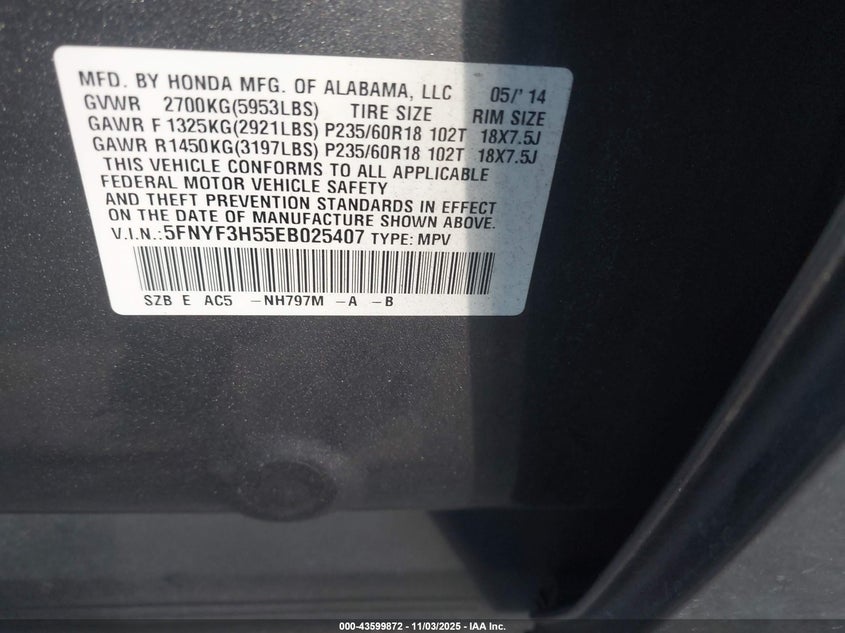 MFD. BY HONDA MFG. OF ALABAMA, LLC 05/' 14
GVWR 2700KG(5953LBS) TIRE SIZE RIM SIZE
GAWR F 1325KG(2921LBS) P235/60R18 102T 18X7.5J
GAWR R1450KG(3197LBS) P235/60R18 102T 18X7.5J
THIS VEHICLE CONFORMS TO ALL APPLICABLE
FEDERAL MOTOR VEHICLE SAFETY
AND THEFT PREVENTION STANDARDS IN EFFECT
ON THE DATE OF MANUFACTURE SHOWN ABOVE.
V.I.N.:5FNYF3H55EB025407 TYPE: MPV
SZB E AC5 -NH797M -A -B
000-43599872 - 11/03/2025 - IAA Inc.